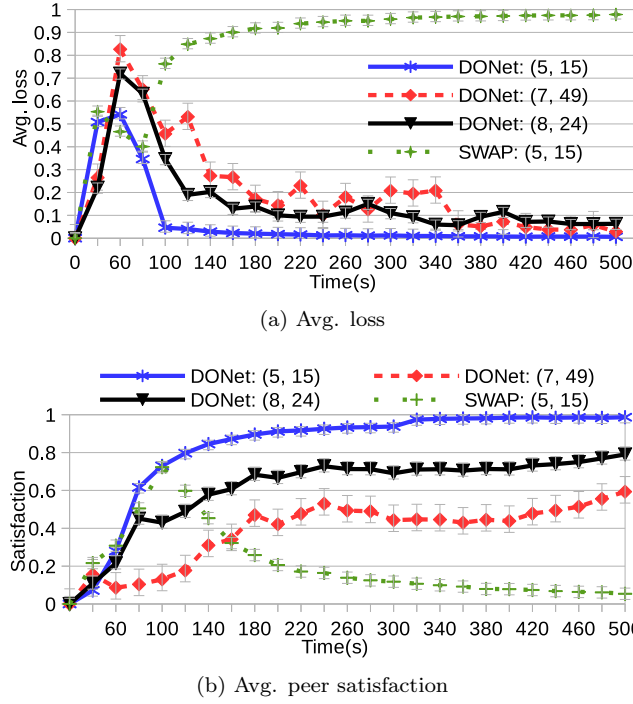 1
0.9
0.8
0.7
0.6
0.5
0.4
0.3
0.2
0.1
0
Avg. loss
DONet: (5, 15)
DONet: (7, 49)
DONet: (8, 24)
SWAP: (5, 15)
0 60 100 140 180 220 260 300 340 380 420 460 500
Time(s)
(a) Avg. loss
DONet: (5, 15) DONet: (7, 49)
DONet: (8, 24) SWAP: (5, 15)
1
0.8
0.6
0.4
0.2
0
Satisfaction
60 100 140 180 220 260 300 340 380 420 460 500
Time(s)
(b) Avg. peer satisfaction